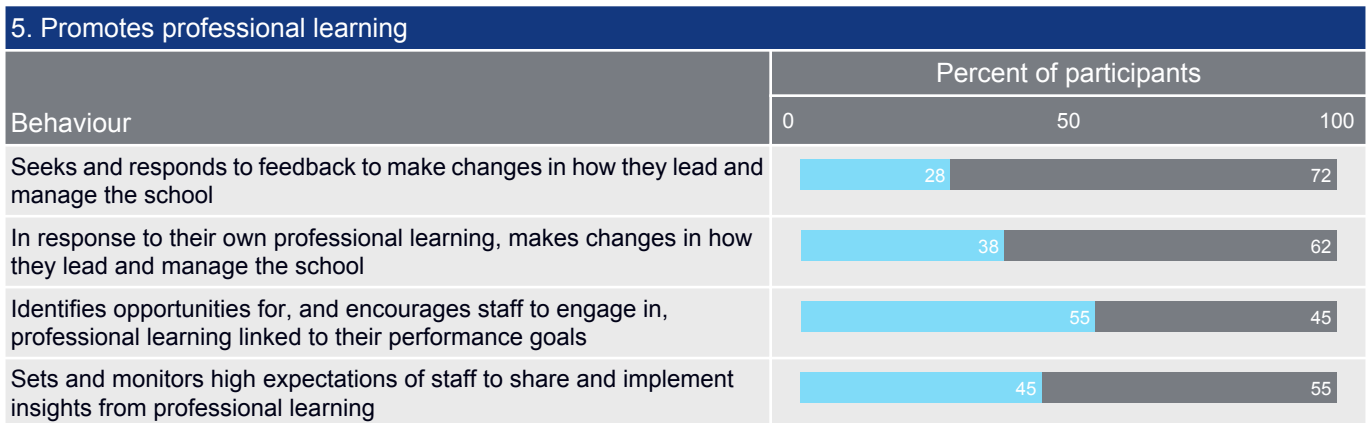 5. Promotes professional learning
Percent of participants
Behaviour
0 50 100
Seeks and responds to feedback to make changes in how they lead and
manage the school
28 72
In response to their own professional learning, makes changes in how
they lead and manage the school
38 62
Identifies opportunities for, and encourages staff to engage in,
professional learning linked to their performance goals
55 45
Sets and monitors high expectations of staff to share and implement
insights from professional learning
45 55